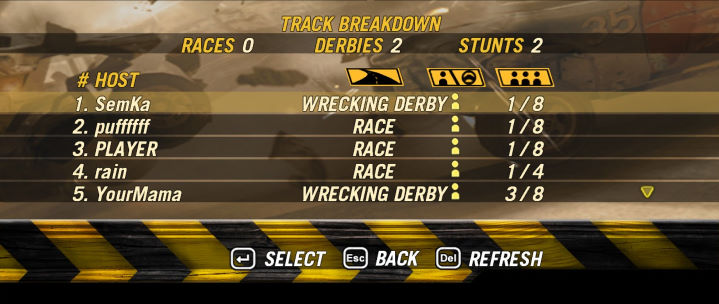 TRACK BREAKDOWN
RACES 0 DERBIES 2 STUNTS 2
# HOST
1. SemKa WRECKING DERBY 1/8
2. puffffff RACE 1/8
3. PLAYER RACE 1/8
4. rain RACE 1/4
5. YourMama WRECKING DERBY 3/8
SELECT Esc BACK Del REFRESH